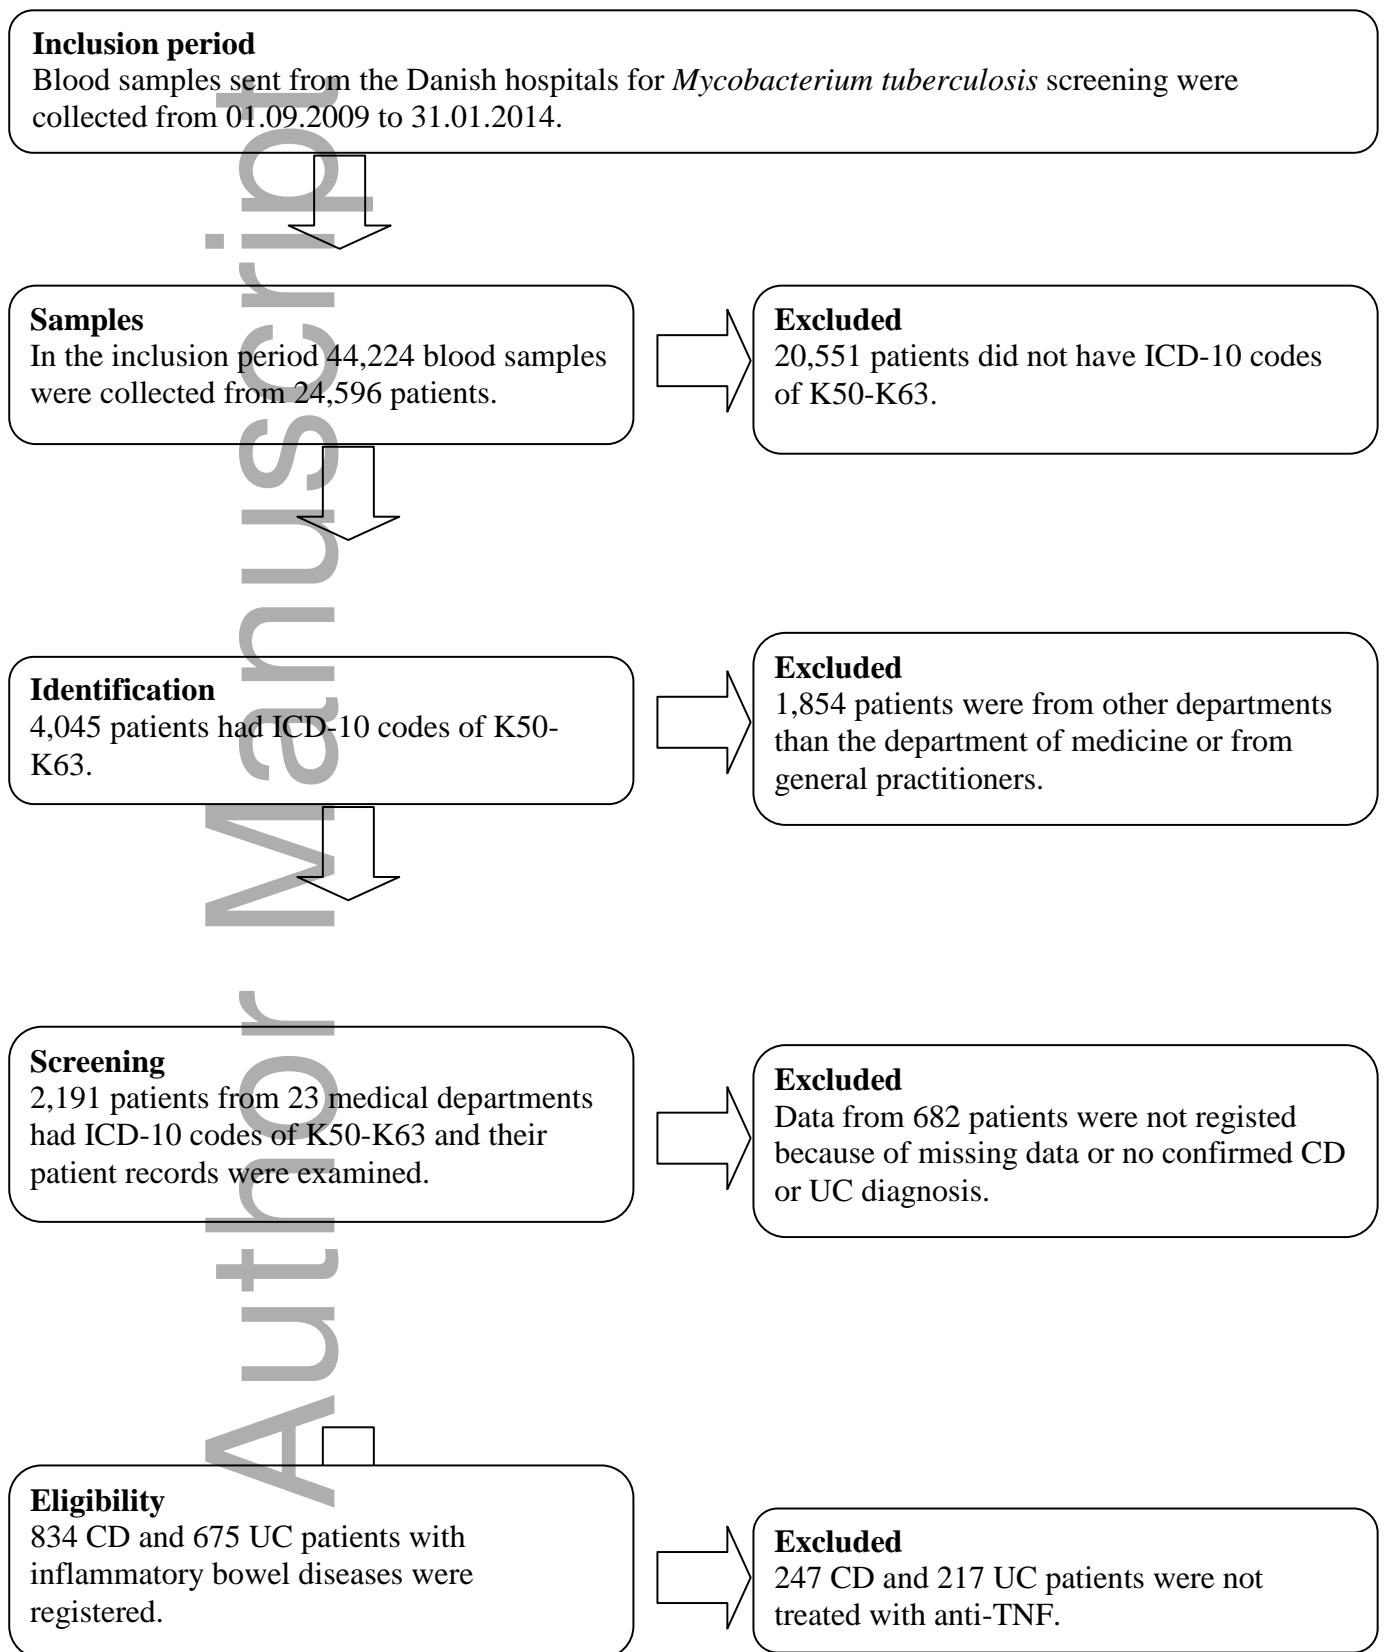 Inclusion period
Blood samples sent from the Danish hospitals for Mycobacterium tuberculosis screening were
collected from 01.09.2009 to 31.01.2014.
Samples
In the inclusion period 44,224 blood samples
were collected from 24,596 patients.
Excluded
20,551 patients did not have ICD-10 codes
of K50-K63.
Identification
4,045 patients had ICD-10 codes of K50-
K63.
Excluded
1,854 patients were from other departments
than the department of medicine or from
general practitioners.
Screening
2,191 patients from 23 medical departments
had ICD-10 codes of K50-K63 and their
patient records were examined.
Excluded
Data from 682 patients were not registed
because of missing data or no confirmed CD
or UC diagnosis.
Eligibility
834 CD and 675 UC patients with
inflammatory bowel diseases were
registered.
Excluded
247 CD and 217 UC patients were not
treated with anti-TNF.
Author Manuscript